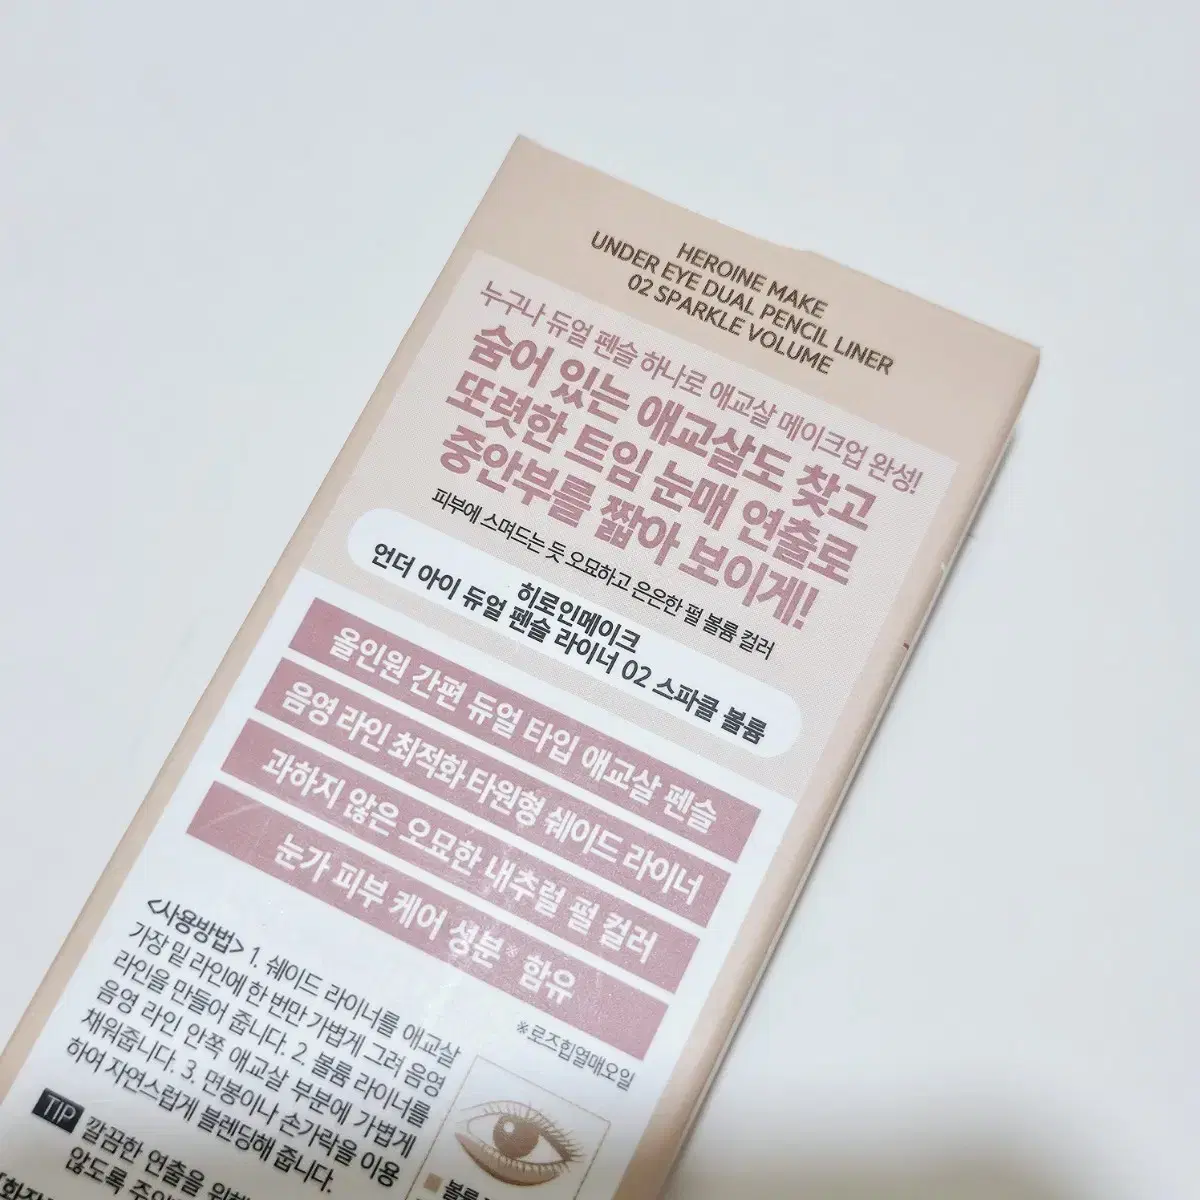 HEROINE MAKE
UNDER EYE DUAL PENCIL LINER
02 SPARKLE VOLUME
누구나 듀얼 펜슬 하나로 애교살 메이크업 완성!
숨어 있는 애교살도 찾고
또렷한 트임 눈매 연출로
중안부를 짧아 보이게!
피부에 스며드는 듯 오묘하고 은은한 펄 볼륨 컬러
히로인메이크
언더 아이 듀얼 펜슬 라이너 02 스파클 볼륨
올인원 간편 듀얼 타입 애교살 펜슬
음영 라인 최적화 타원형 쉐이드 라이너
과하지 않은 오묘한 내추럴 펄 컬러
눈가 피부 케어 성분※ 함유
※로즈힙열매오일
<사용방법> 1. 쉐이드 라이너를 애교살
가장 밑 라인에 한 번만 가볍게 그려 음영
라인을 만들어 줍니다. 2. 볼륨 라이너를
음영 라인 안쪽 애교살 부분에 가볍게
채워줍니다. 3. 면봉이나 손가락을 이용
하여 자연스럽게 블렌딩해 줍니다.
TIP 깔끔한 연출을 위해
않도록
볼륨